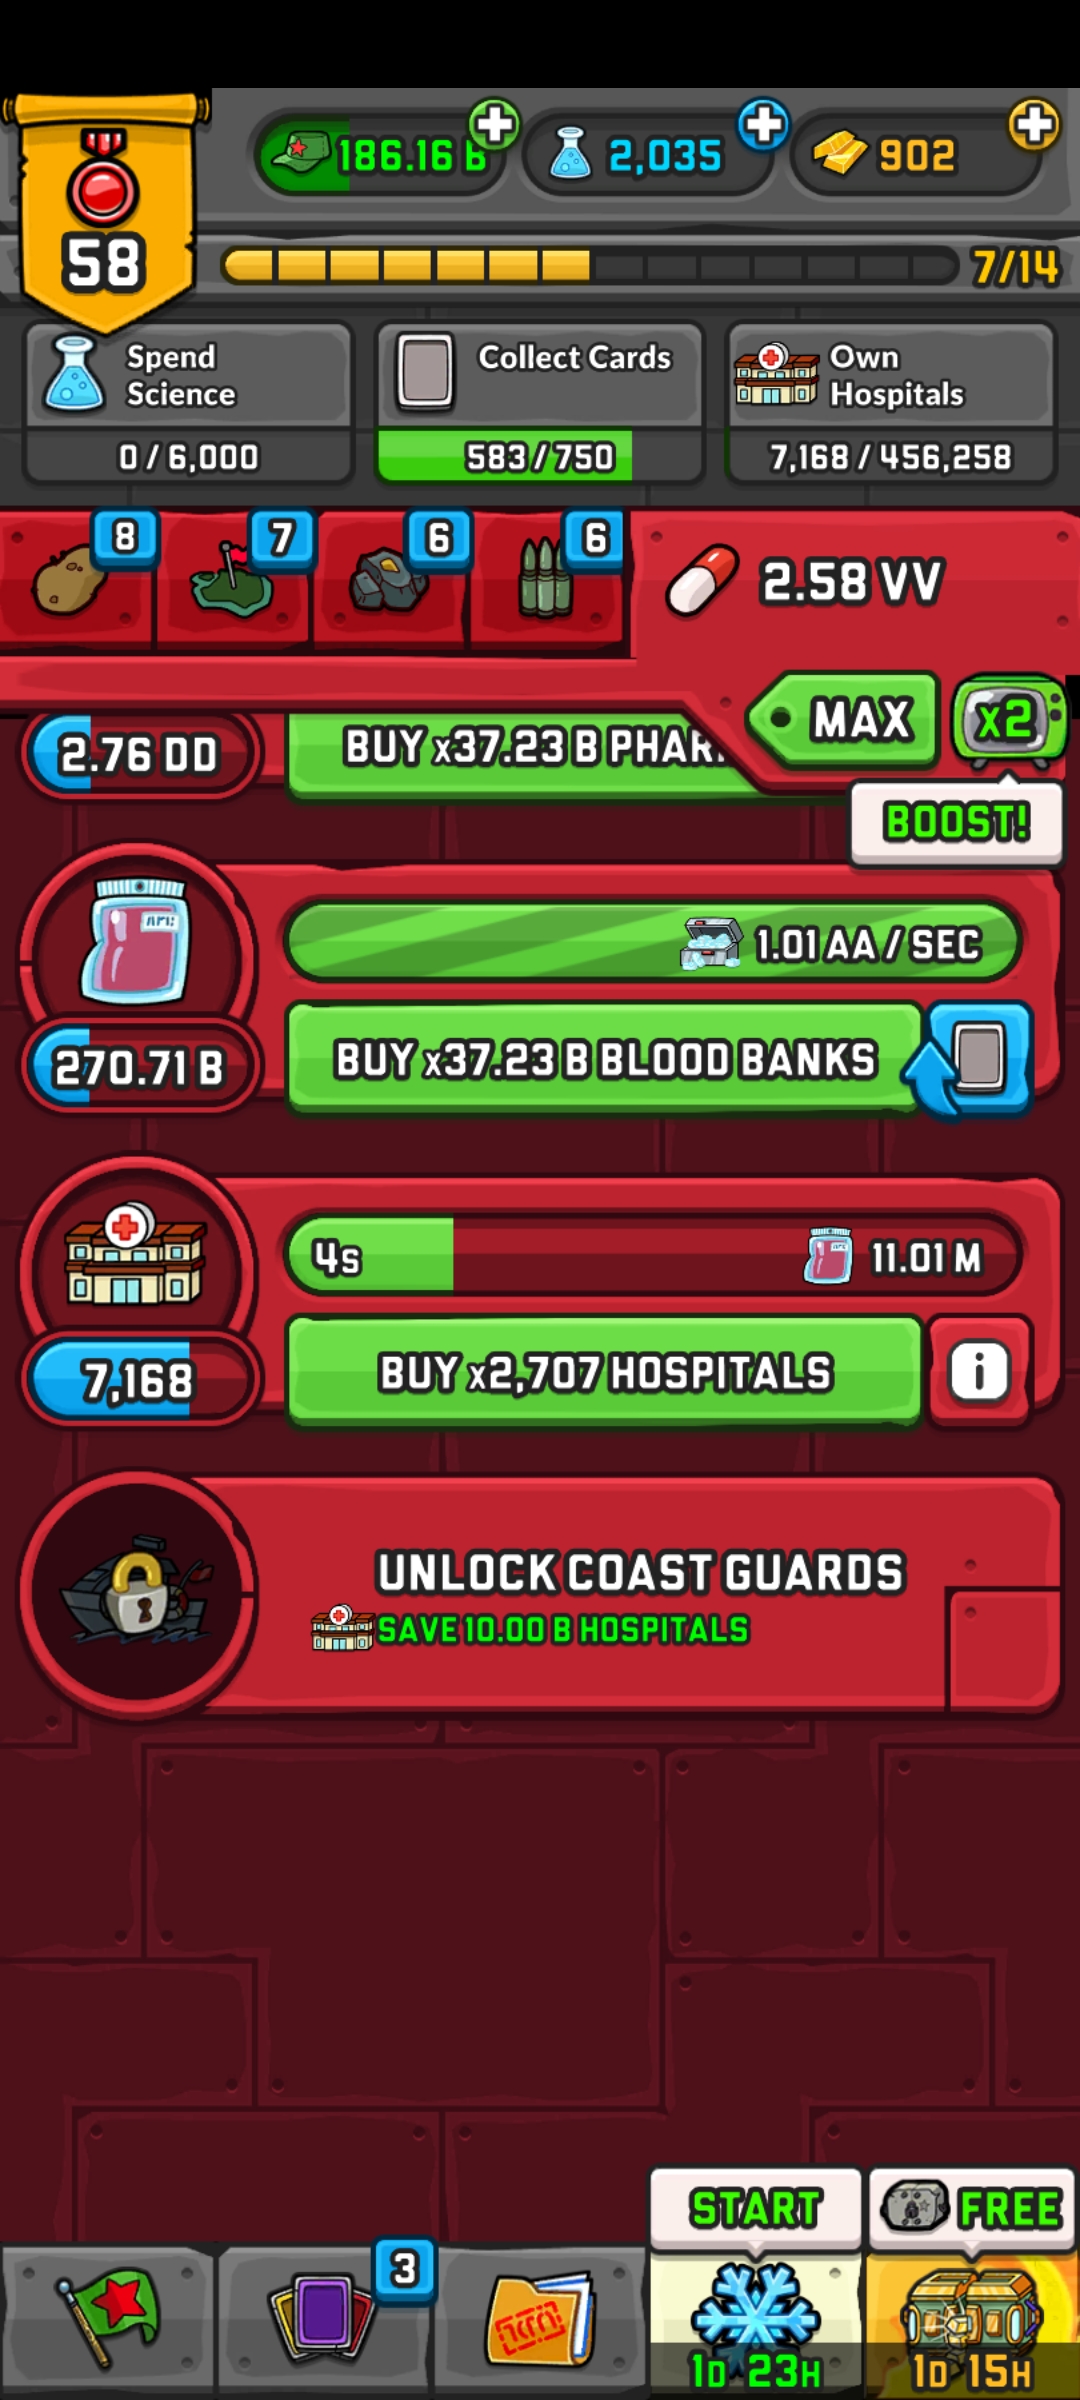 186.16 B
2,035
902
58
7/14
Spend
Science
0 / 6,000
Collect Cards
583 / 750
Own
Hospitals
7,168 / 456,258
8
7
6
6
2.58 VV
MAX
x2
BOOST!
2.76 DD
BUY x37.23 B PHAR
1.01 AA / SEC
270.71 B
BUY x37.23 B BLOOD BANKS
4s
11.01 M
7,168
BUY x2,707 HOSPITALS
i
UNLOCK COAST GUARDS
SAVE 10.00 B HOSPITALS
START
FREE
3
1D 23H
1D 15H